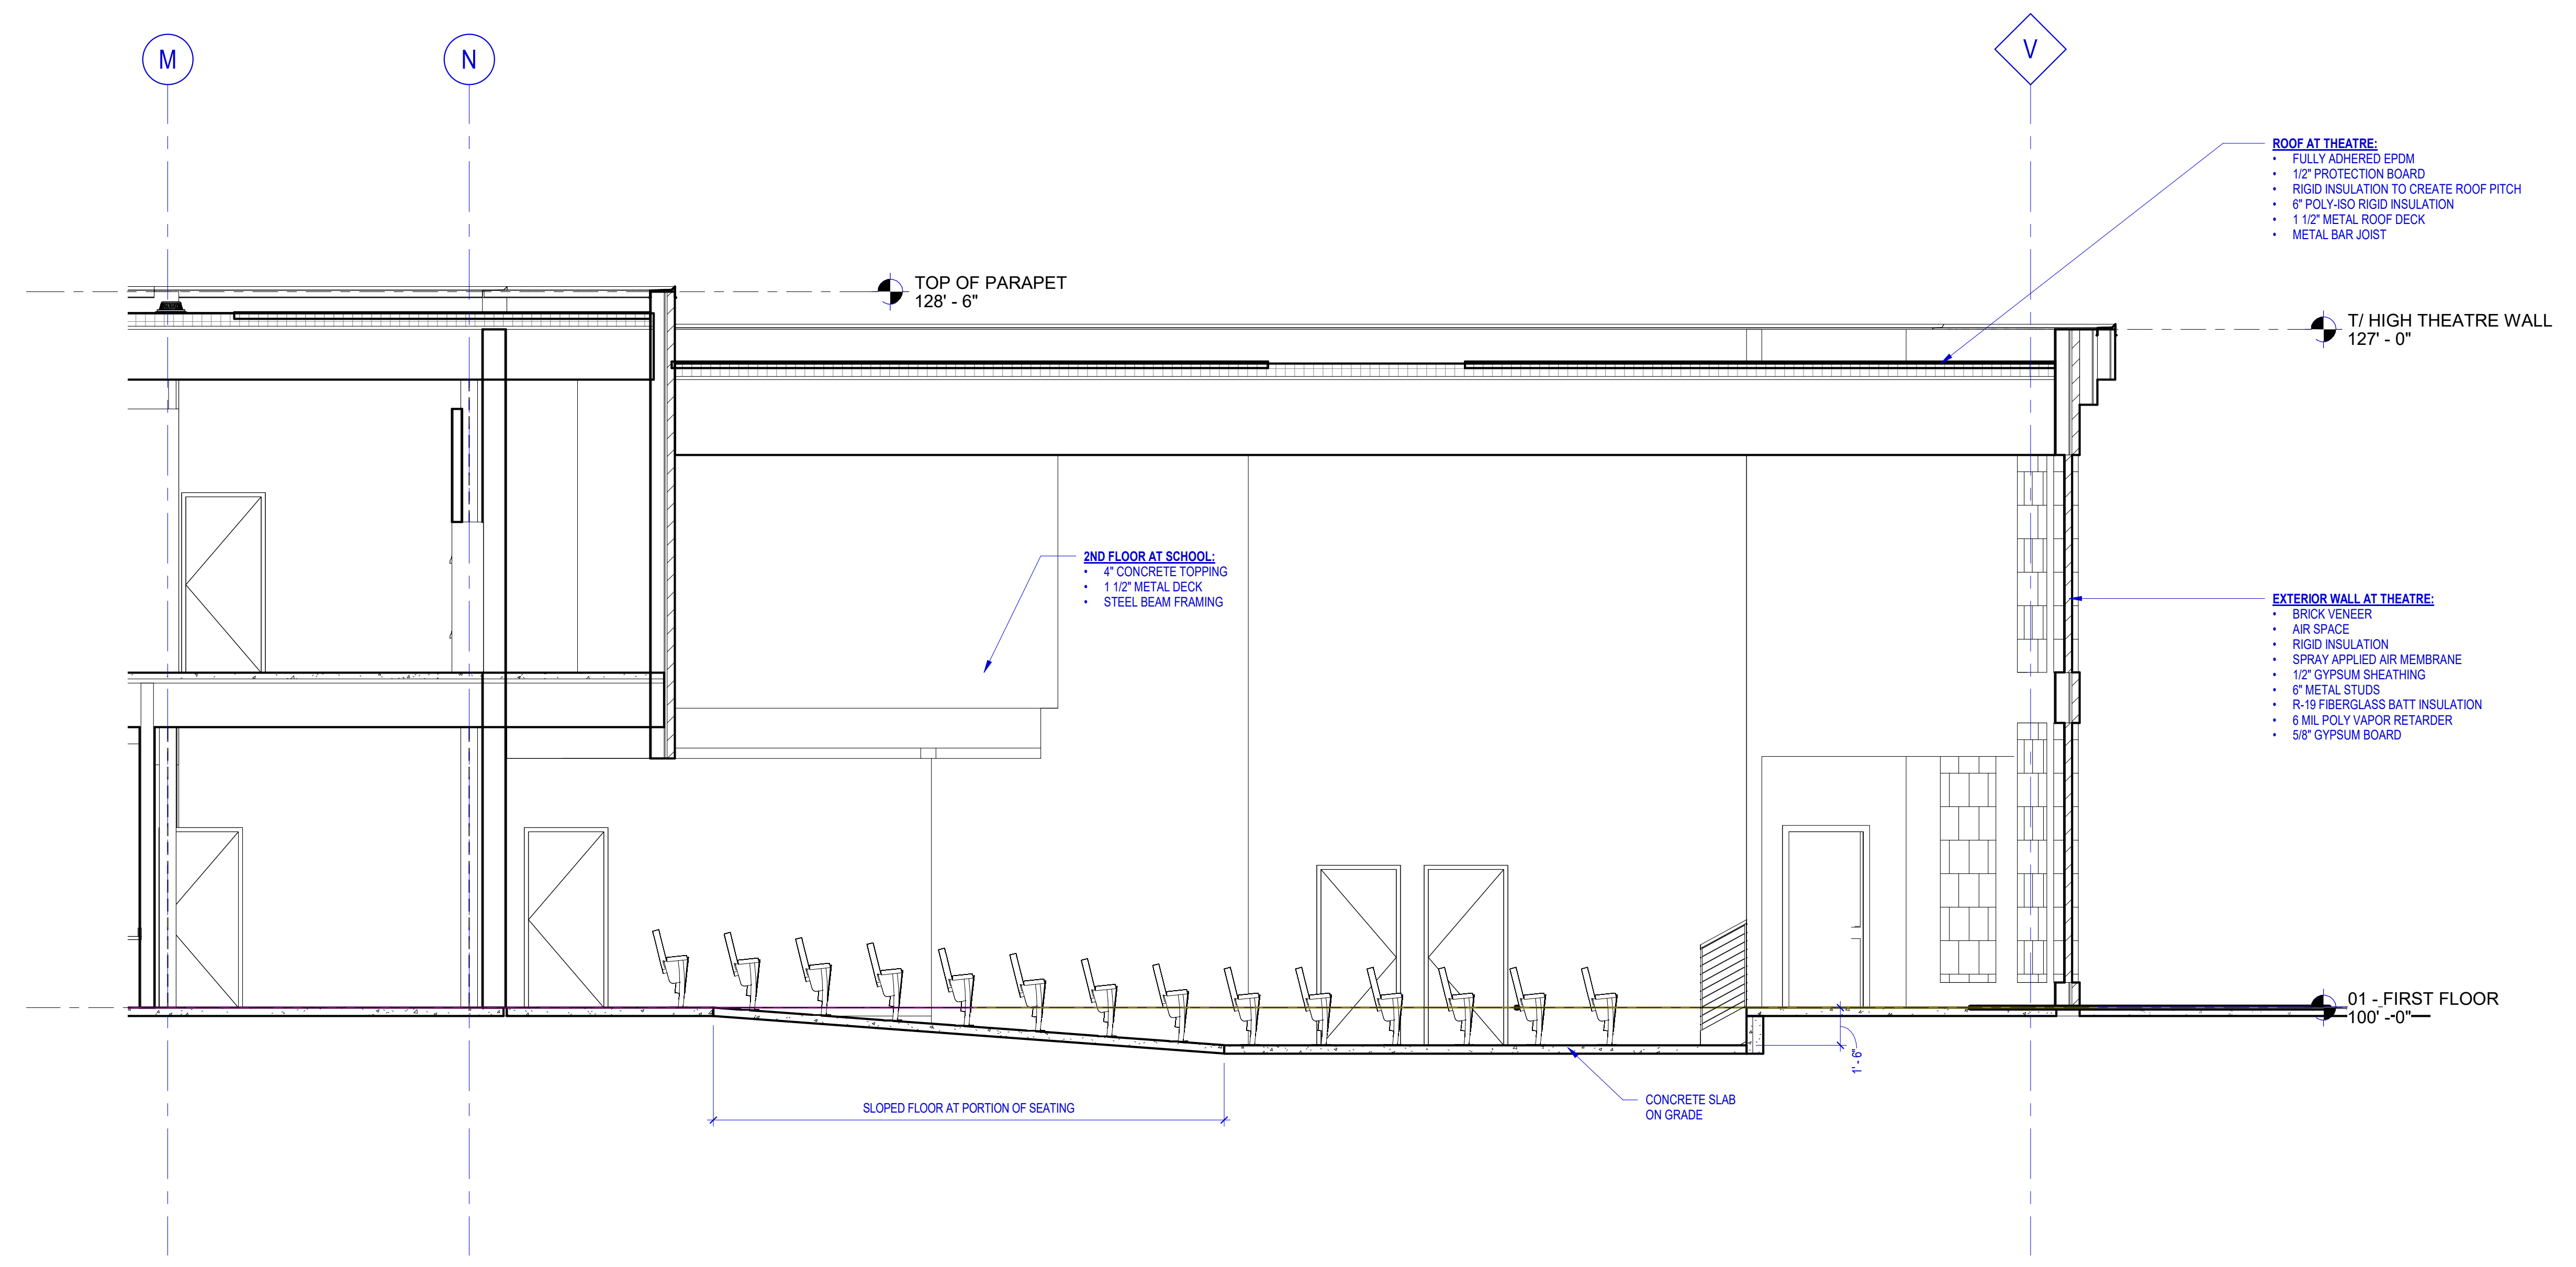 M
N
V
ROOF AT THEATRE:
• FULLY ADHERED EPDM
• 1/2" PROTECTION BOARD
• RIGID INSULATION TO CREATE ROOF PITCH
• 6" POLY-ISO RIGID INSULATION
• 1 1/2" METAL ROOF DECK
• METAL BAR JOIST
TOP OF PARAPET
128' - 6"
T/ HIGH THEATRE WALL
127' - 0"
2ND FLOOR AT SCHOOL:
• 4" CONCRETE TOPPING
• 1 1/2" METAL DECK
• STEEL BEAM FRAMING
EXTERIOR WALL AT THEATRE:
• BRICK VENEER
• AIR SPACE
• RIGID INSULATION
• SPRAY APPLIED AIR MEMBRANE
• 1/2" GYPSUM SHEATHING
• 6" METAL STUDS
• R-19 FIBERGLASS BATT INSULATION
• 6 MIL POLY VAPOR RETARDER
• 5/8" GYPSUM BOARD
01 - FIRST FLOOR
100' - 0"
1' - 6"
SLOPED FLOOR AT PORTION OF SEATING
CONCRETE SLAB
ON GRADE